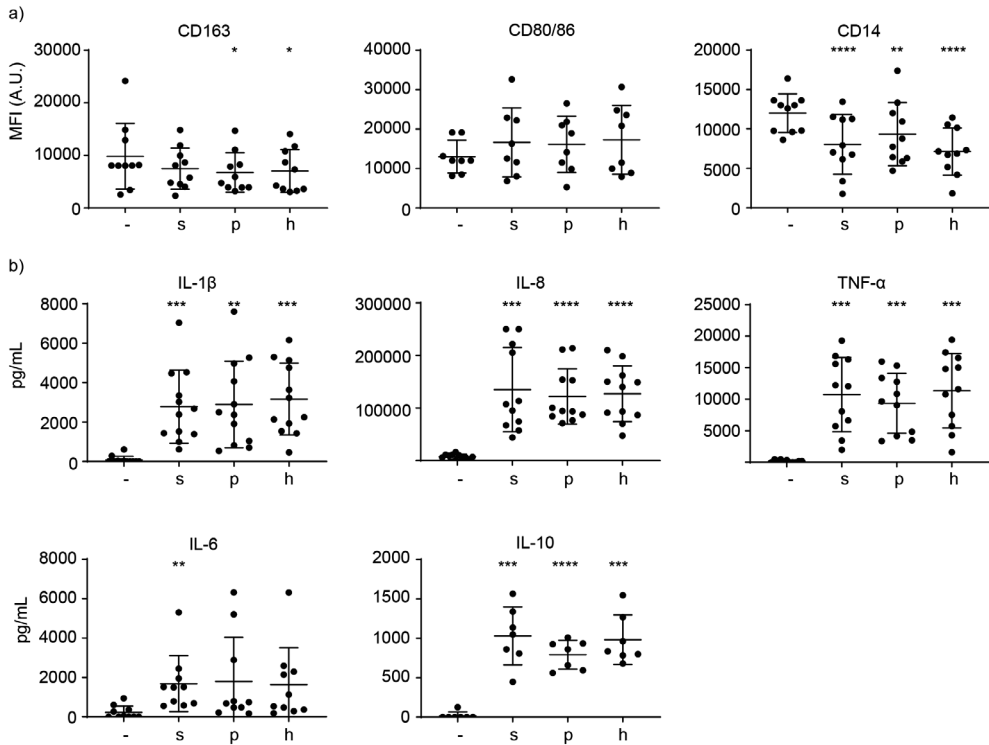 a)
CD163
CD80/86
CD14
MFI (A.U.)
30000
20000
10000
0
* *
- s p h
40000
30000
20000
10000
0
- s p h
20000
15000
10000
5000
0
**** ** ****
- s p h
b)
IL-1β
IL-8
TNF-α
pg/mL
8000
6000
4000
2000
0
*** ** ***
- s p h
300000
200000
100000
0
*** **** ****
- s p h
25000
20000
15000
10000
5000
0
*** *** ***
- s p h
IL-6
IL-10
pg/mL
8000
6000
4000
2000
0
**
- s p h
2000
1500
1000
500
0
*** **** ***
- s p h